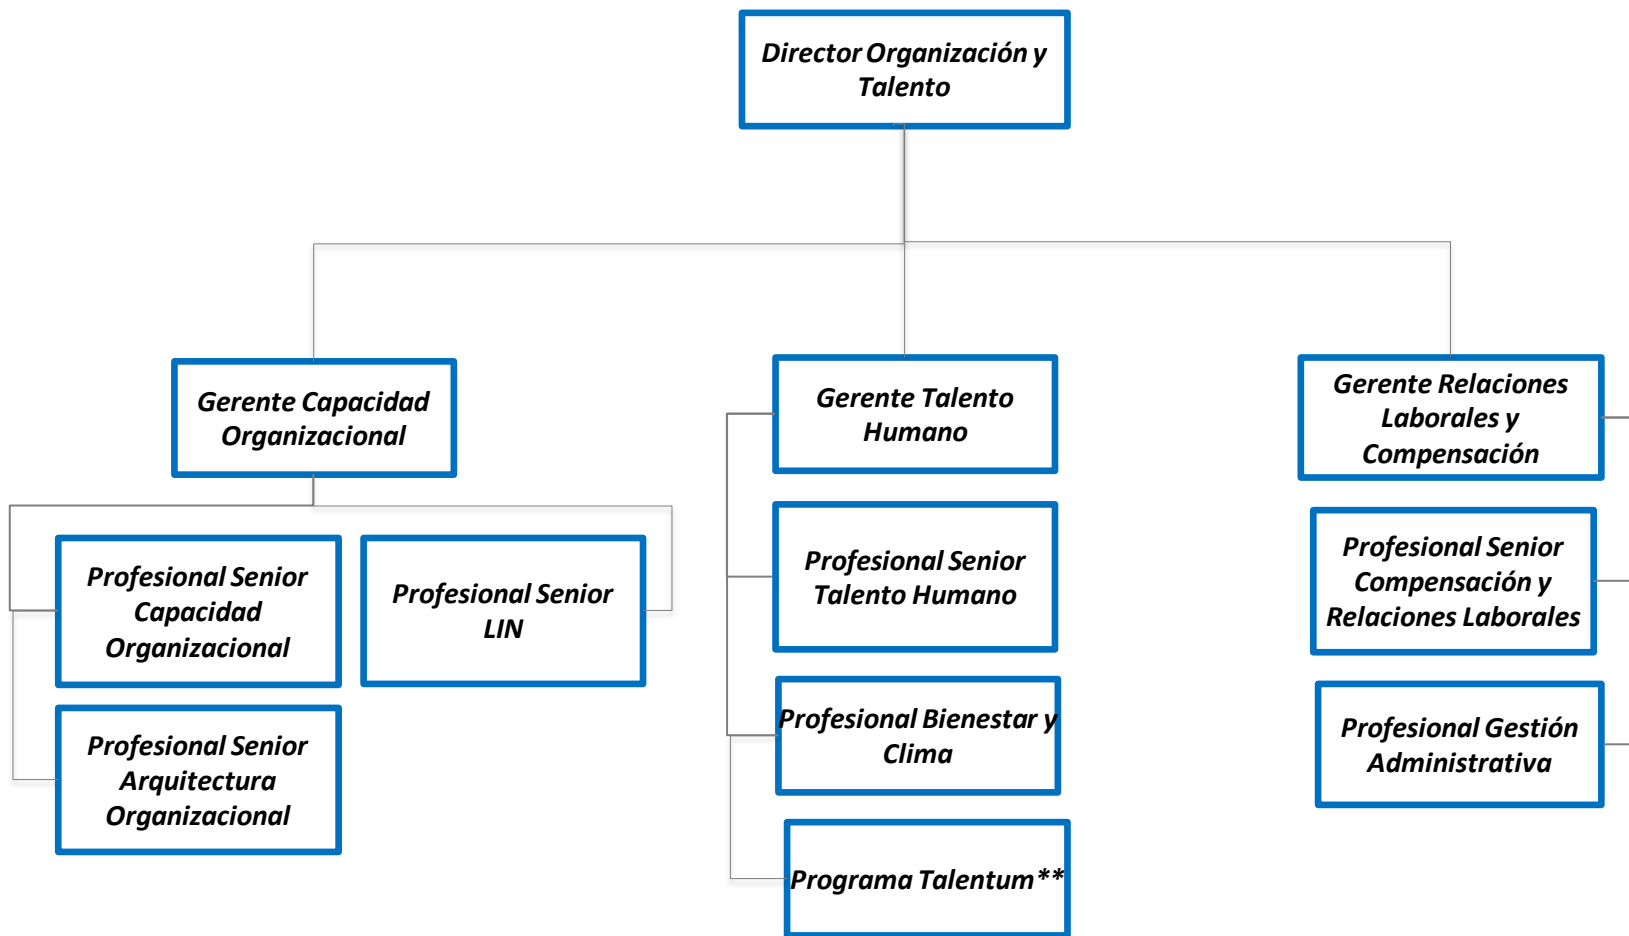 Director Organización y
Talento
Gerente Capacidad
Organizacional
Gerente Talento
Humano
Gerente Relaciones
Laborales y
Compensación
Profesional Senior
Capacidad
Organizacional
Profesional Senior
LIN
Profesional Senior
Talento Humano
Profesional Senior
Compensación y
Relaciones Laborales
Profesional Senior
Arquitectura
Organizacional
Profesional Bienestar y
Clima
Profesional Gestión
Administrativa
Programa Talentum**